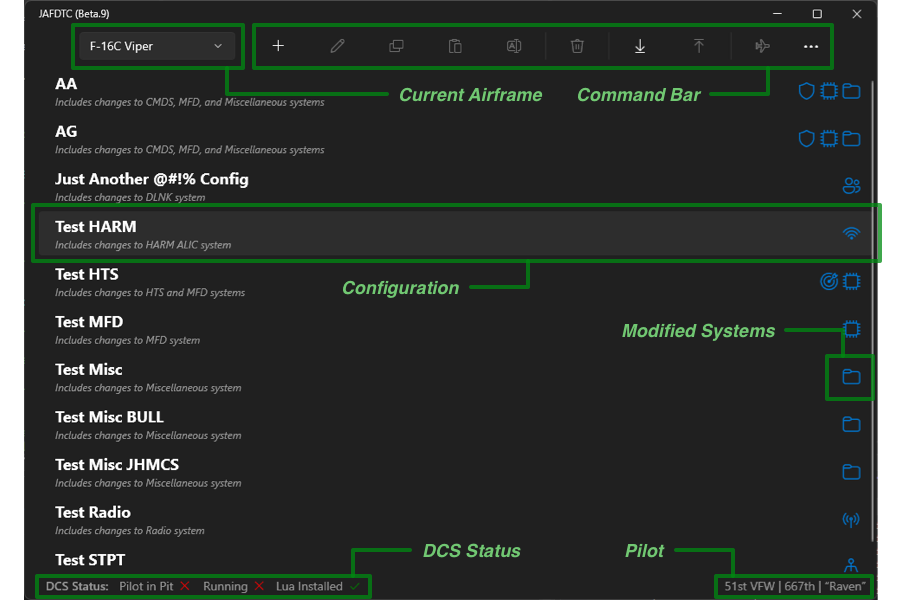 JAFDTC (Beta.9)
F-16C Viper
AA
Includes changes to CMDS, MFD, and Miscellaneous systems
Current Airframe
Command Bar
AG
Includes changes to CMDS, MFD, and Miscellaneous systems
Just Another @#!% Config
Includes changes to DLNK system
Test HARM
Includes changes to HARM ALIC system
Test HTS
Includes changes to HTS and MFD systems
Configuration
Test MFD
Includes changes to MFD system
Modified Systems
Test Misc
Includes changes to Miscellaneous system
Test Misc BULL
Includes changes to Miscellaneous system
Test Misc JHMCS
Includes changes to Miscellaneous system
Test Radio
Includes changes to Radio system
DCS Status
Pilot
Test STPT
DCS Status: Pilot in Pit Running Lua Installed
51st VFW | 667th | "Raven"